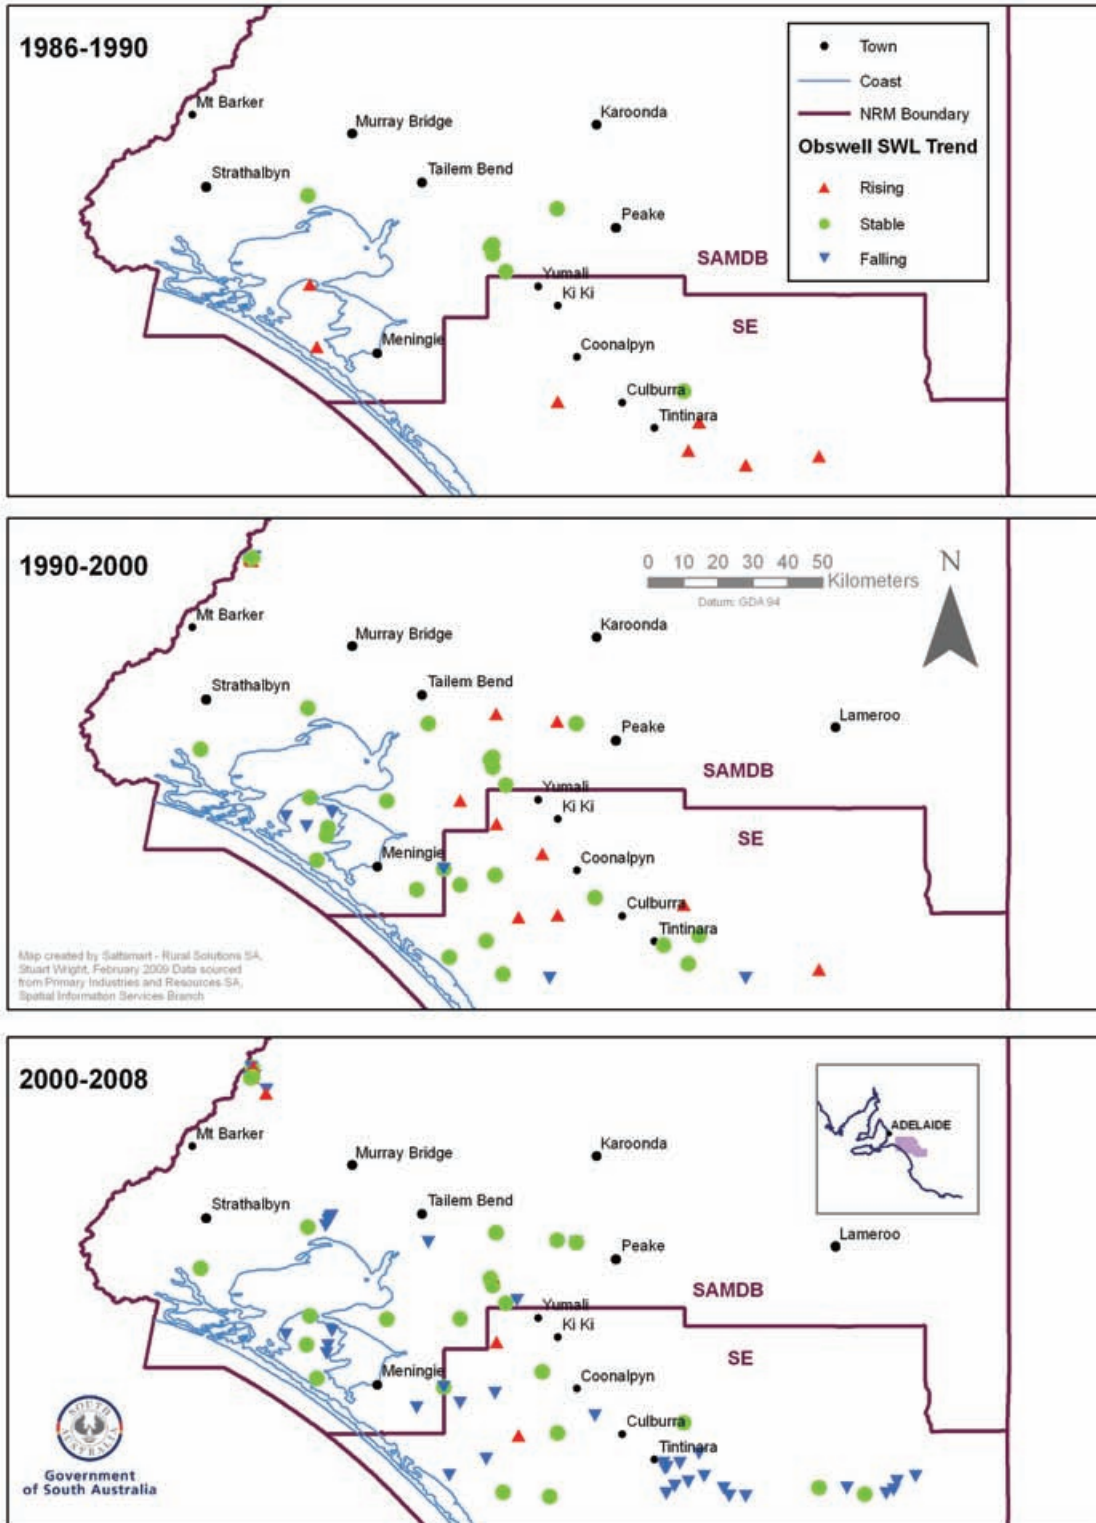 1986-1990
Mt Barker
Murray Bridge
Karoonda
Strathalbyn
Tailem Bend
Peake
SAMDB
Yumali
Ki Ki
SE
Meningie
Coonalpyn
Culburra
Tintinara
Town
Coast
NRM Boundary
Obswell SWL Trend
Rising
Stable
Falling
1990-2000
0 10 20 30 40 50
Kilometers
Datum: GDA 94
N
Mt Barker
Murray Bridge
Karoonda
Strathalbyn
Tailem Bend
Peake
Lameroo
SAMDB
Yumali
Ki Ki
SE
Meningie
Coonalpyn
Culburra
Tintinara
Map created by Saltsmart - Rural Solutions SA,
Stuart Wright, February 2009 Data sourced
from Primary Industries and Resources SA,
Spatial Information Services Branch
2000-2008
ADELAIDE
Mt Barker
Murray Bridge
Karoonda
Strathalbyn
Tailem Bend
Peake
Lameroo
SAMDB
Yumali
Ki Ki
SE
Meningie
Coonalpyn
Culburra
Tintinara
SOUTH
AUSTRALIA
Government
of South Australia